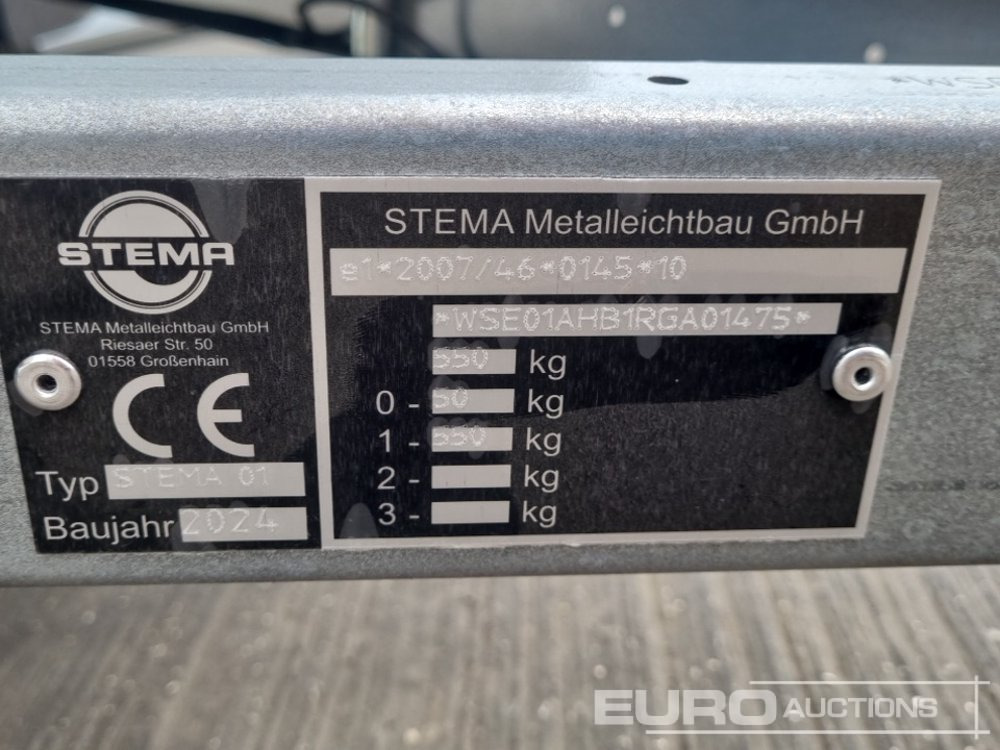 *WSE
STEMA
STEMA Metalleichtbau GmbH
Riesaer Str. 50
01558 Großenhain
CE
Typ STEMA 01
Baujahr 2024
STEMA Metalleichtbau GmbH
e1*2007/46*0145*10
*WSE01AHB1RGA01475*
550 kg
0 - 50 kg
1 - 550 kg
2 - kg
3 - kg
EURO AUCTIONS